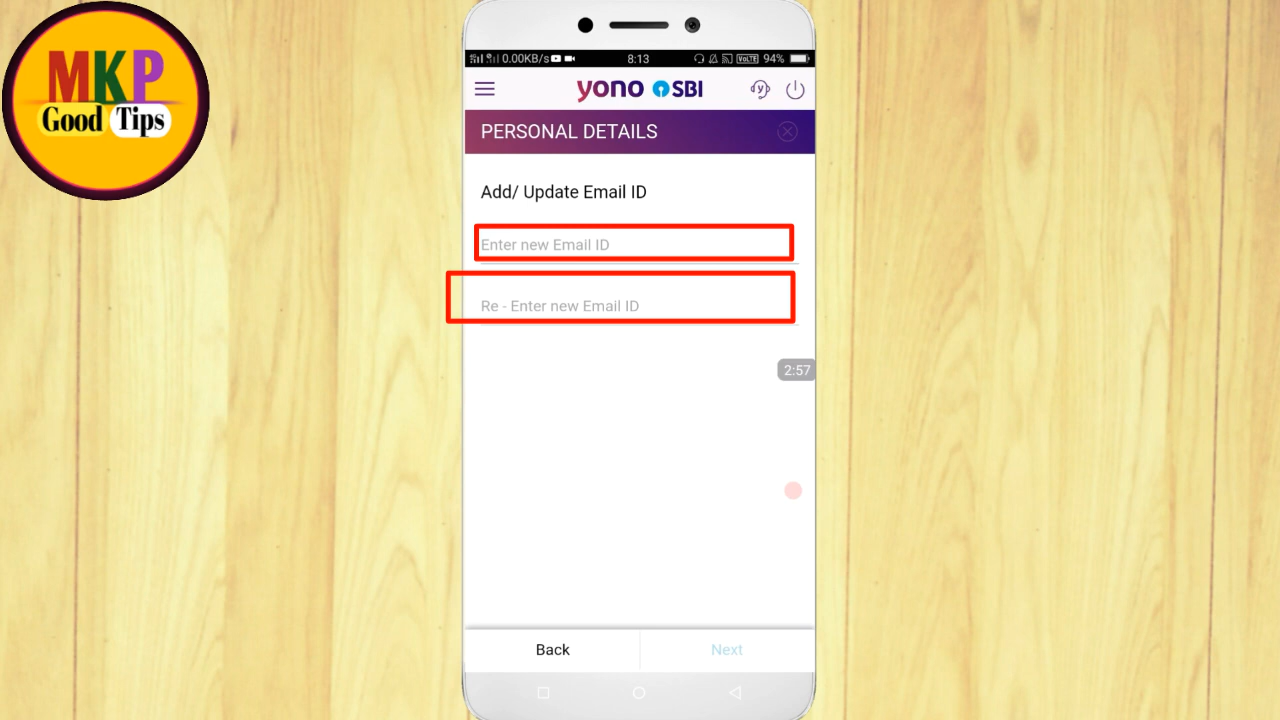 MKP
Good Tips
0.00KB/s 8:13 VoLTE 94%
yono SBI
PERSONAL DETAILS
Add/ Update Email ID
Enter new Email ID
Re - Enter new Email ID
2:57
Back Next